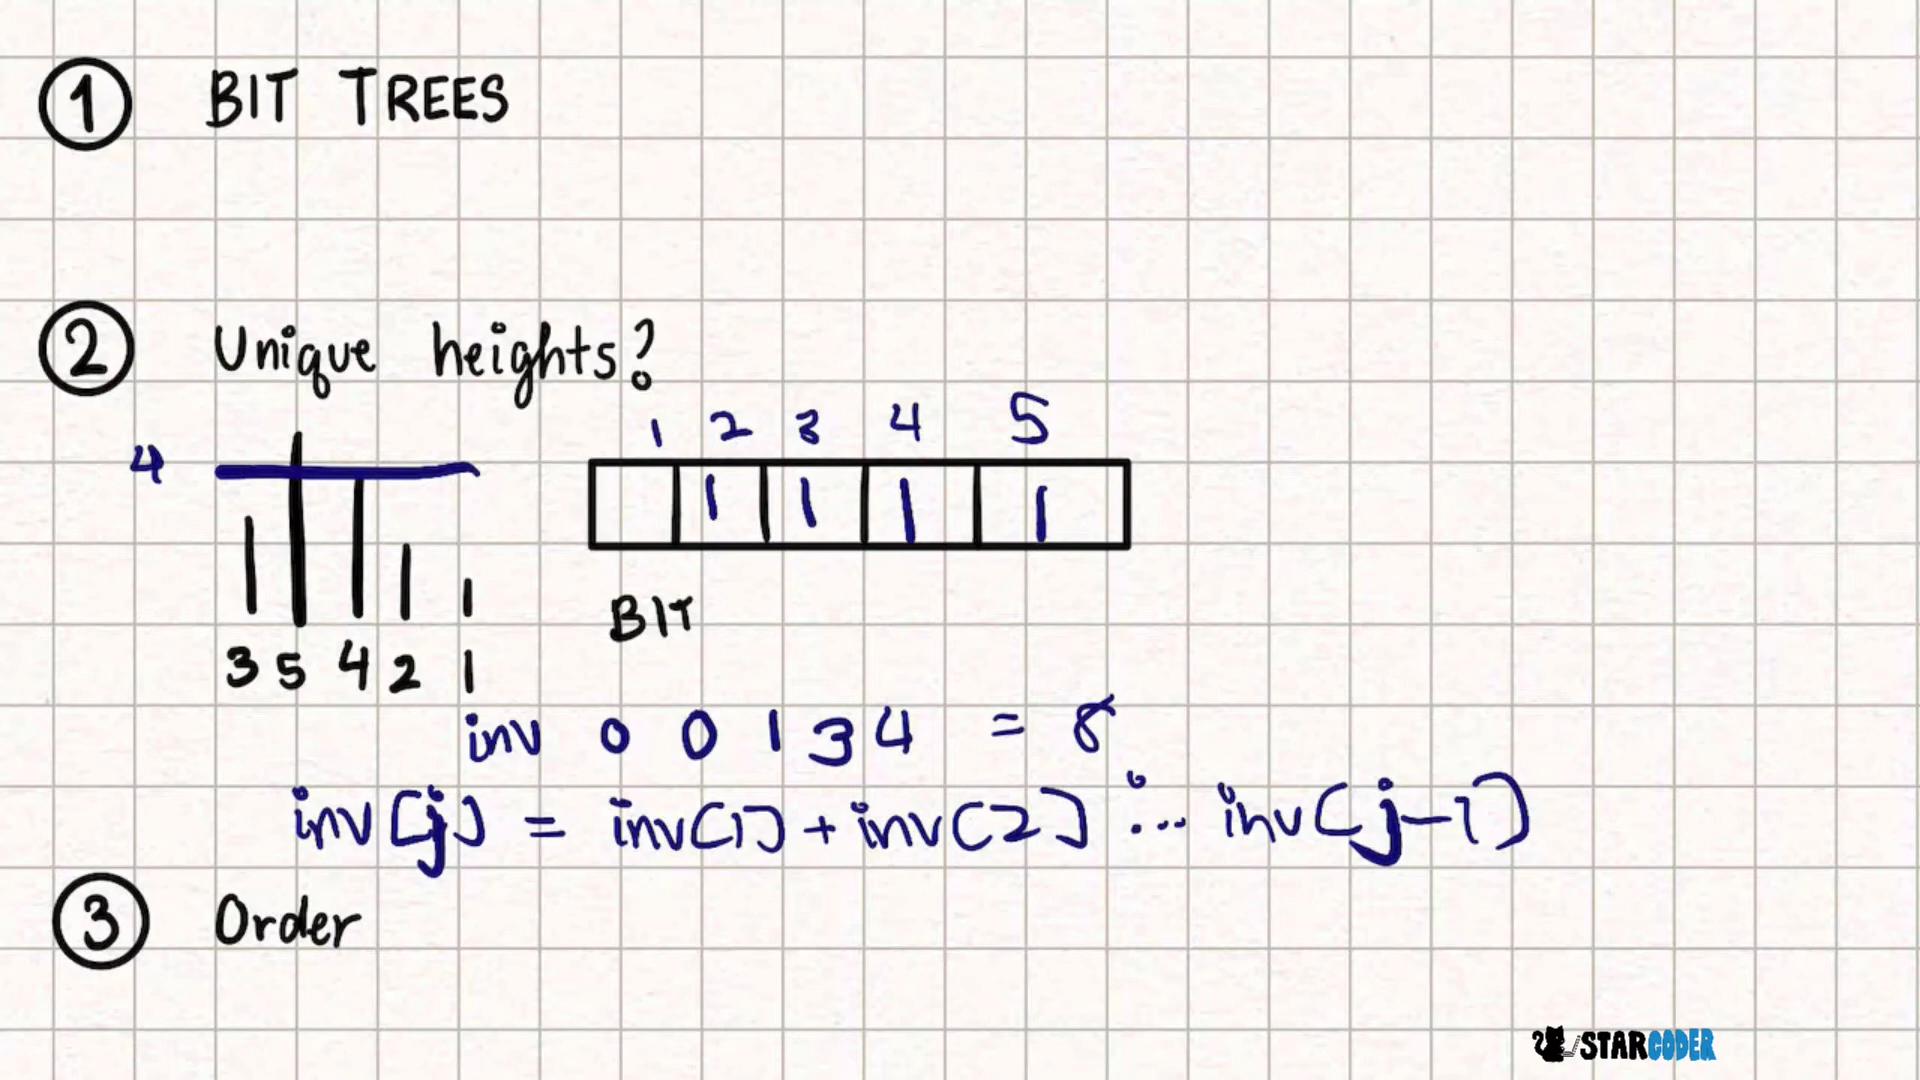 1 BIT TREES
2 Unique heights?
1 2 3 4 5
4
1 1 1 1
BIT
3 5 4 2 1
inv 0 0 1 3 4 = 8
inv[j] = inv[1] + inv[2] ... inv[j-1]
3 Order
STARCODER